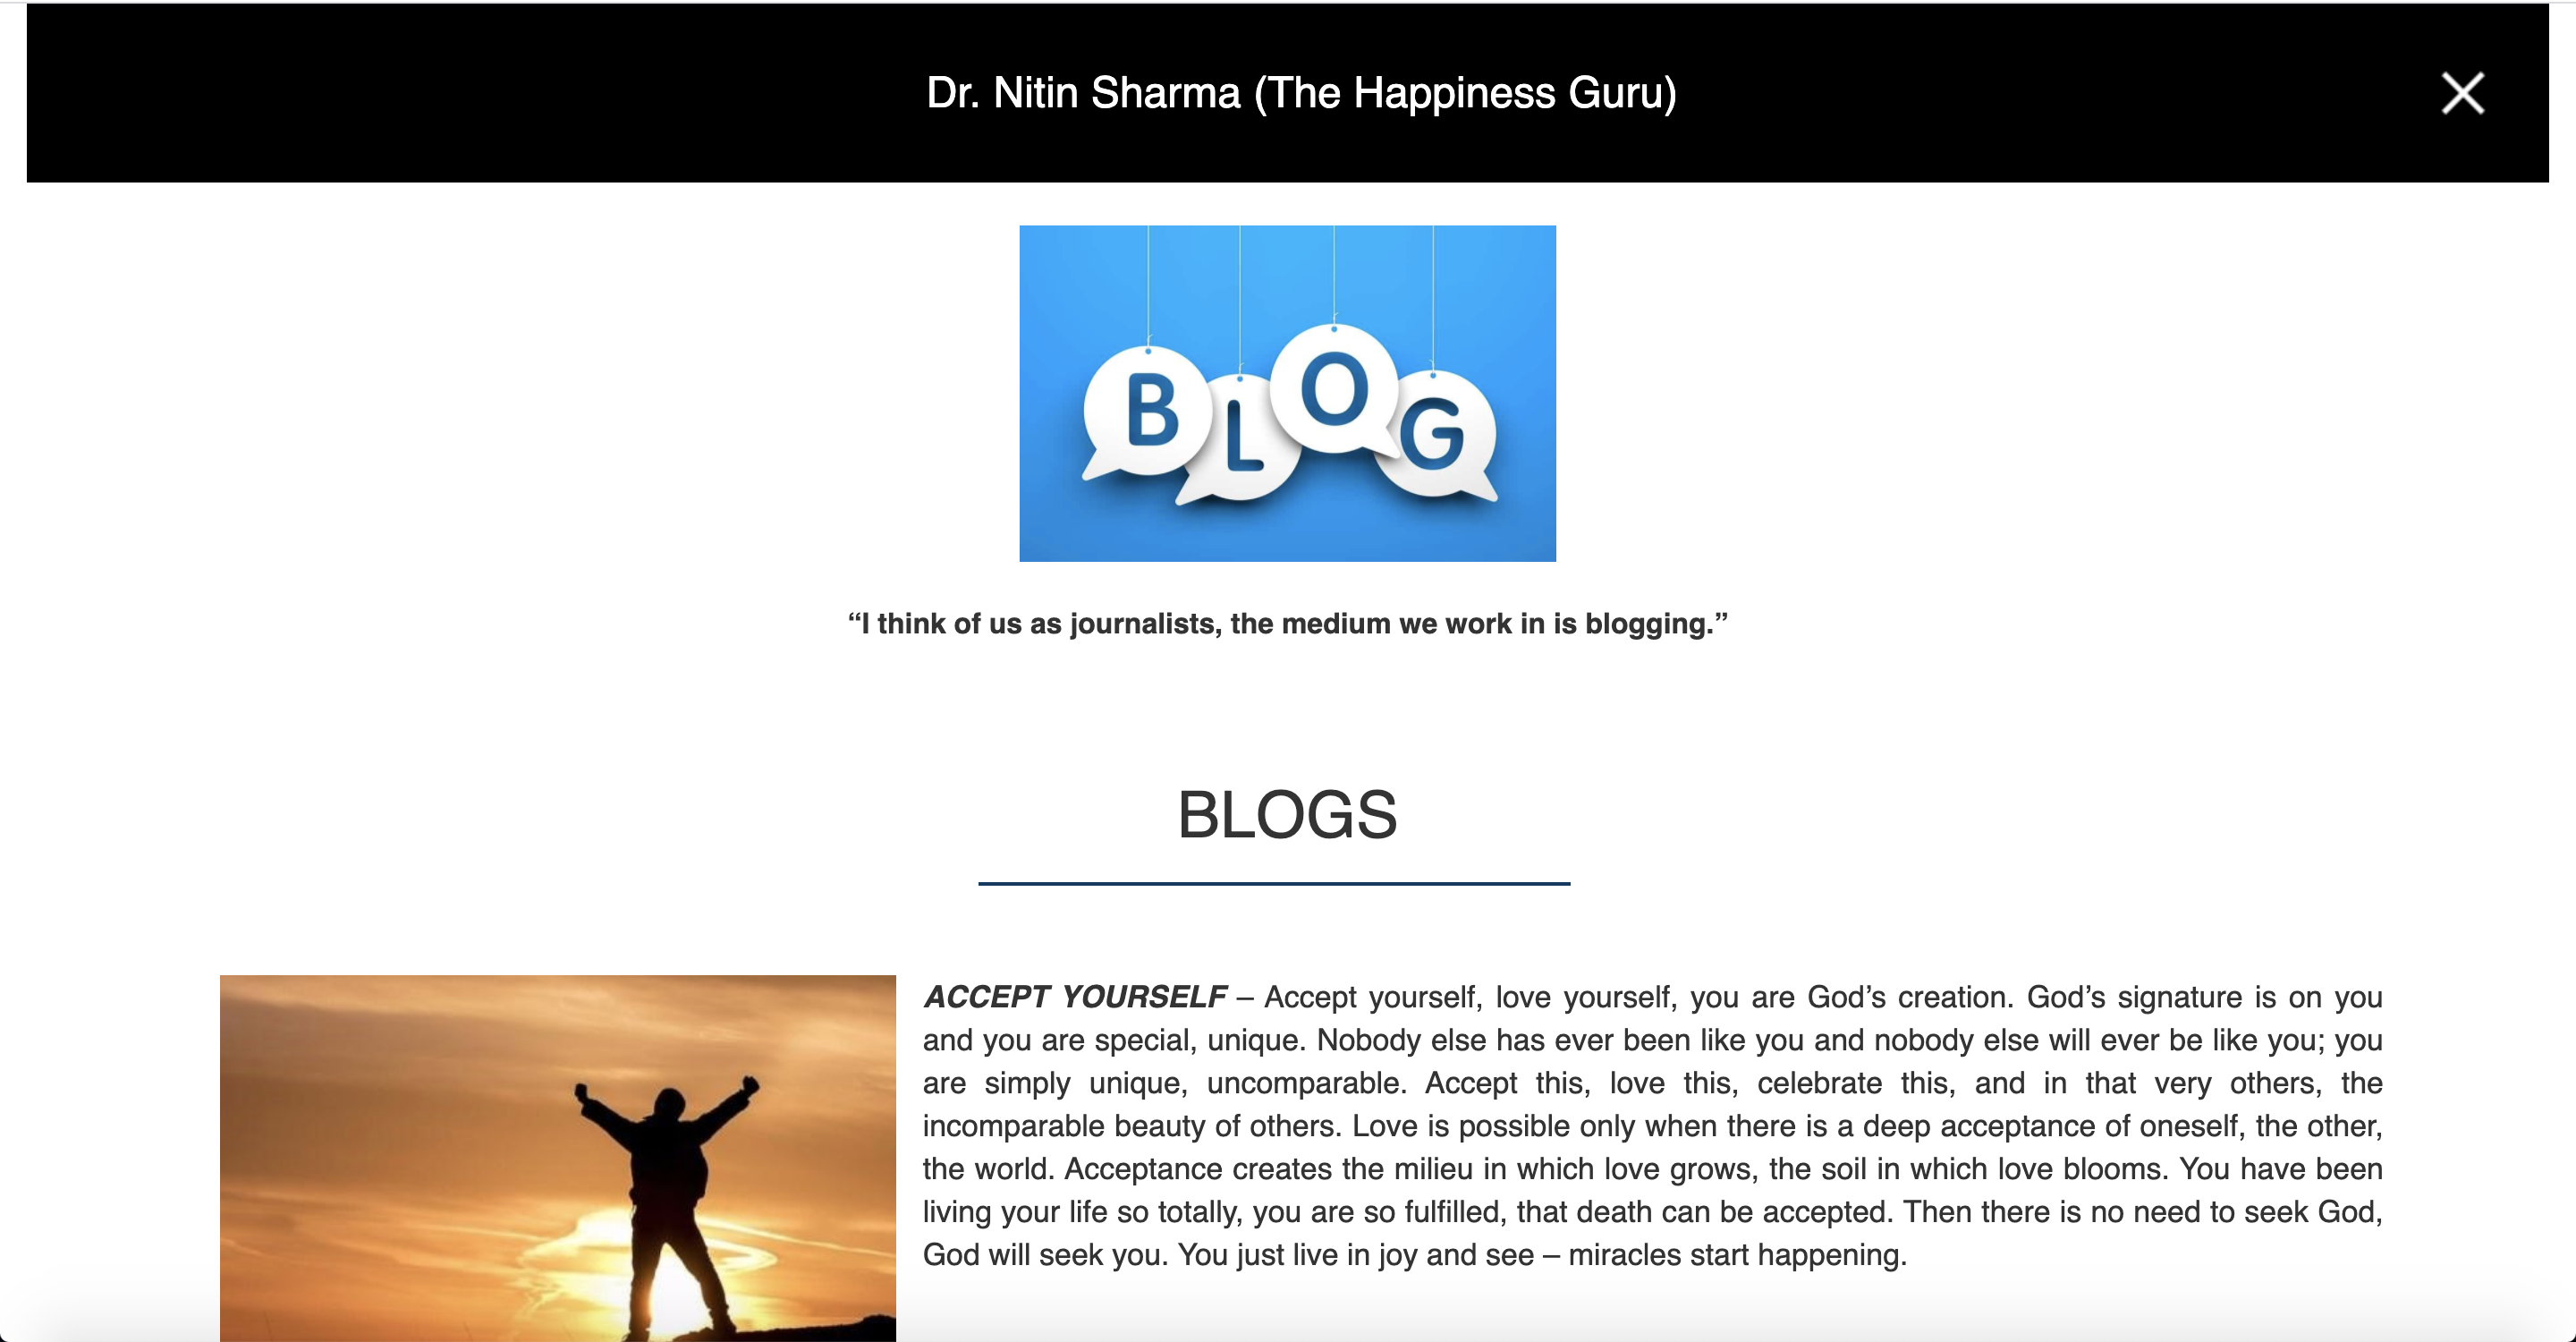 Dr. Nitin Sharma (The Happiness Guru)
BLOG
“I think of us as journalists, the medium we work in is blogging.”
BLOGS
ACCEPT YOURSELF – Accept yourself, love yourself, you are God’s creation. God’s signature is on you
and you are special, unique. Nobody else has ever been like you and nobody else will ever be like you; you
are simply unique, uncomparable. Accept this, love this, celebrate this, and in that very others, the
incomparable beauty of others. Love is possible only when there is a deep acceptance of oneself, the other,
the world. Acceptance creates the milieu in which love grows, the soil in which love blooms. You have been
living your life so totally, you are so fulfilled, that death can be accepted. Then there is no need to seek God,
God will seek you. You just live in joy and see – miracles start happening.